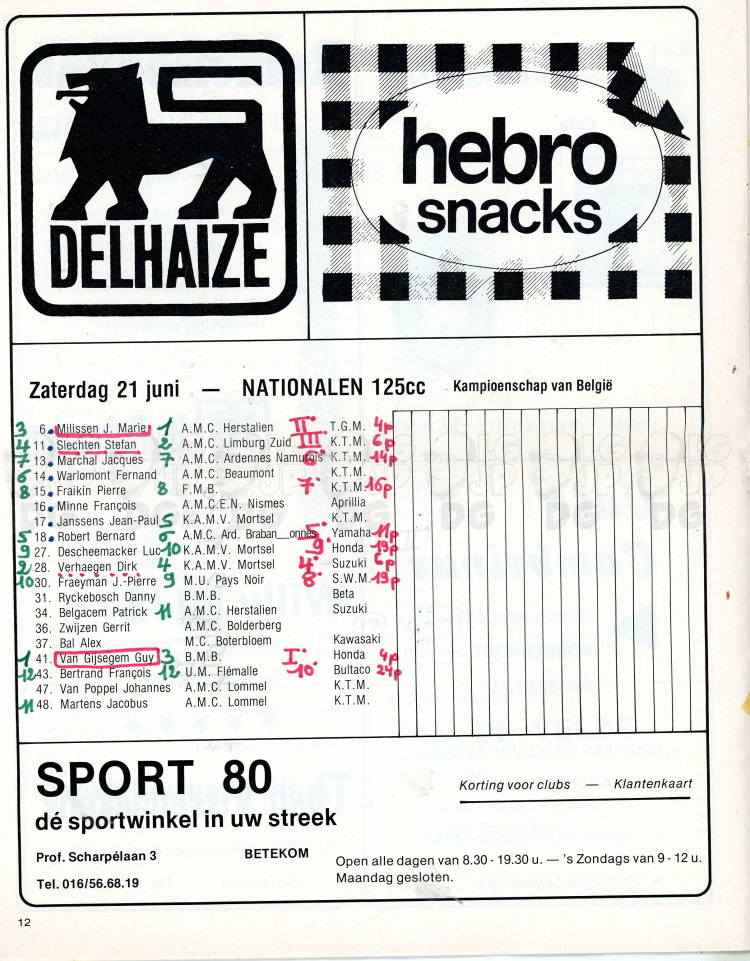 DELHAIZE
hebro
snacks
Zaterdag 21 juni — NATIONALEN 125cc Kampioenschap van België
3 6. Milissen J. Marie 1 A.M.C. Herstalien II T.G.M. 4p
4 11. Slechten Stefan 2 A.M.C. Limburg Zuid III K.T.M. 6p
7 13. Marchal Jacques 7 A.M.C. Ardennes Namurois 6 K.T.M. 14p
6 14. Warlomont Fernand A.M.C. Beaumont K.T.M.
8 15. Fraikin Pierre 8 F.M.B. 7 K.T.M. 16p
16. Minne François A.M.C.E.N. Nismes Aprillia
17. Janssens Jean-Paul 5 K.A.M.V. Mortsel K.T.M.
5 18. Robert Bernard 6 A.M.C. Ard. Braban onnes 5 Yamaha 11p
9 27. Descheemacker Luc 10 K.A.M.V. Mortsel 9 Honda 19p
2 28. Verhaegen Dirk 4 K.A.M.V. Mortsel 4 Suzuki 6p
10 30. Fraeyman J.-Pierre 9 M.U. Pays Noir 8 S.W.M. 19p
31. Ryckebosch Danny B.M.B. Beta
34. Belgacem Patrick 11 A.M.C. Herstalien Suzuki
36. Zwijzen Gerrit A.M.C. Bolderberg
37. Bal Alex M.C. Boterbloem Kawasaki
1 41. Van Gijsegem Guy 3 B.M.B. I Honda 4p
12 43. Bertrand François 12 U.M. Flémalle 10 Bultaco 24p
47. Van Poppel Johannes A.M.C. Lommel K.T.M.
11 48. Martens Jacobus A.M.C. Lommel K.T.M.
SPORT 80
dé sportwinkel in uw streek
Korting voor clubs — Klantenkaart
Prof. Scharpélaan 3 BETEKOM
Tel. 016/56.68.19
Open alle dagen van 8.30 - 19.30 u. — 's Zondags van 9 - 12 u.
Maandag gesloten.
12